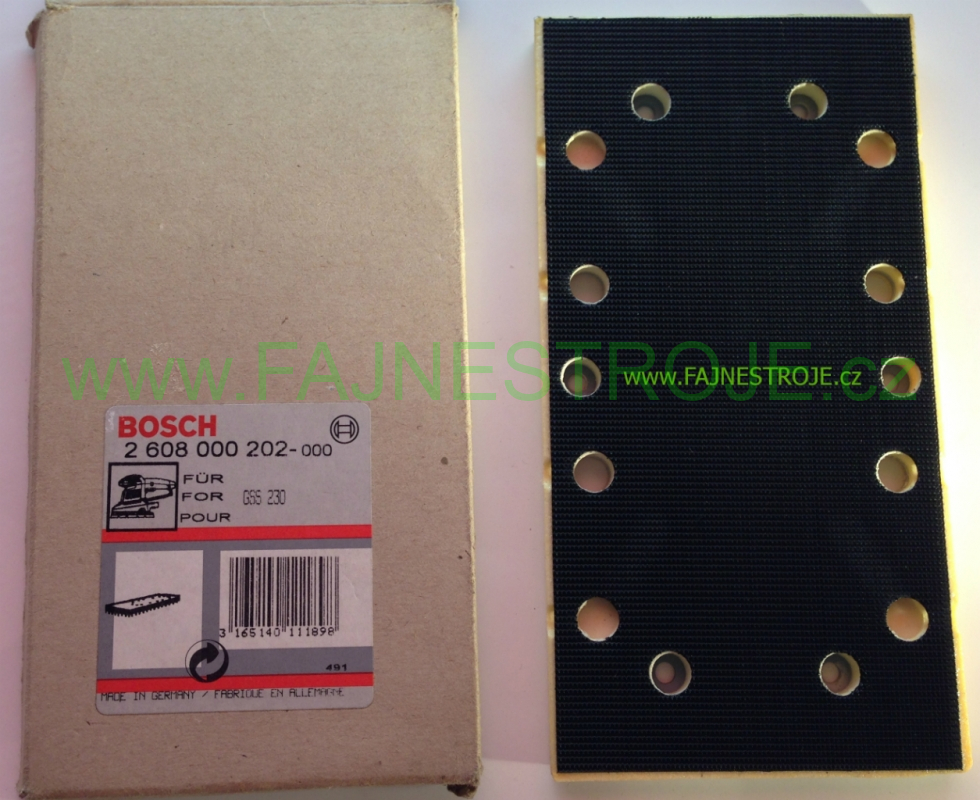 www.FAJNESTROJE.cz
BOSCH
2 608 000 202-000
FÜR
FOR GSS 230
POUR
3 165140 111898
491
MADE IN GERMANY / FABRIQUE EN ALLEMAGNE
www.FAJNESTROJE.cz